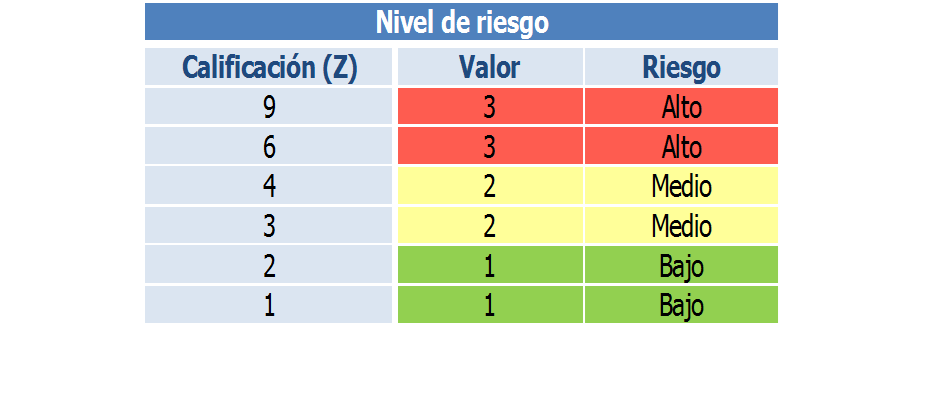 Nivel de riesgo
Calificación (Z) Valor Riesgo
9 3 Alto
6 3 Alto
4 2 Medio
3 2 Medio
2 1 Bajo
1 1 Bajo